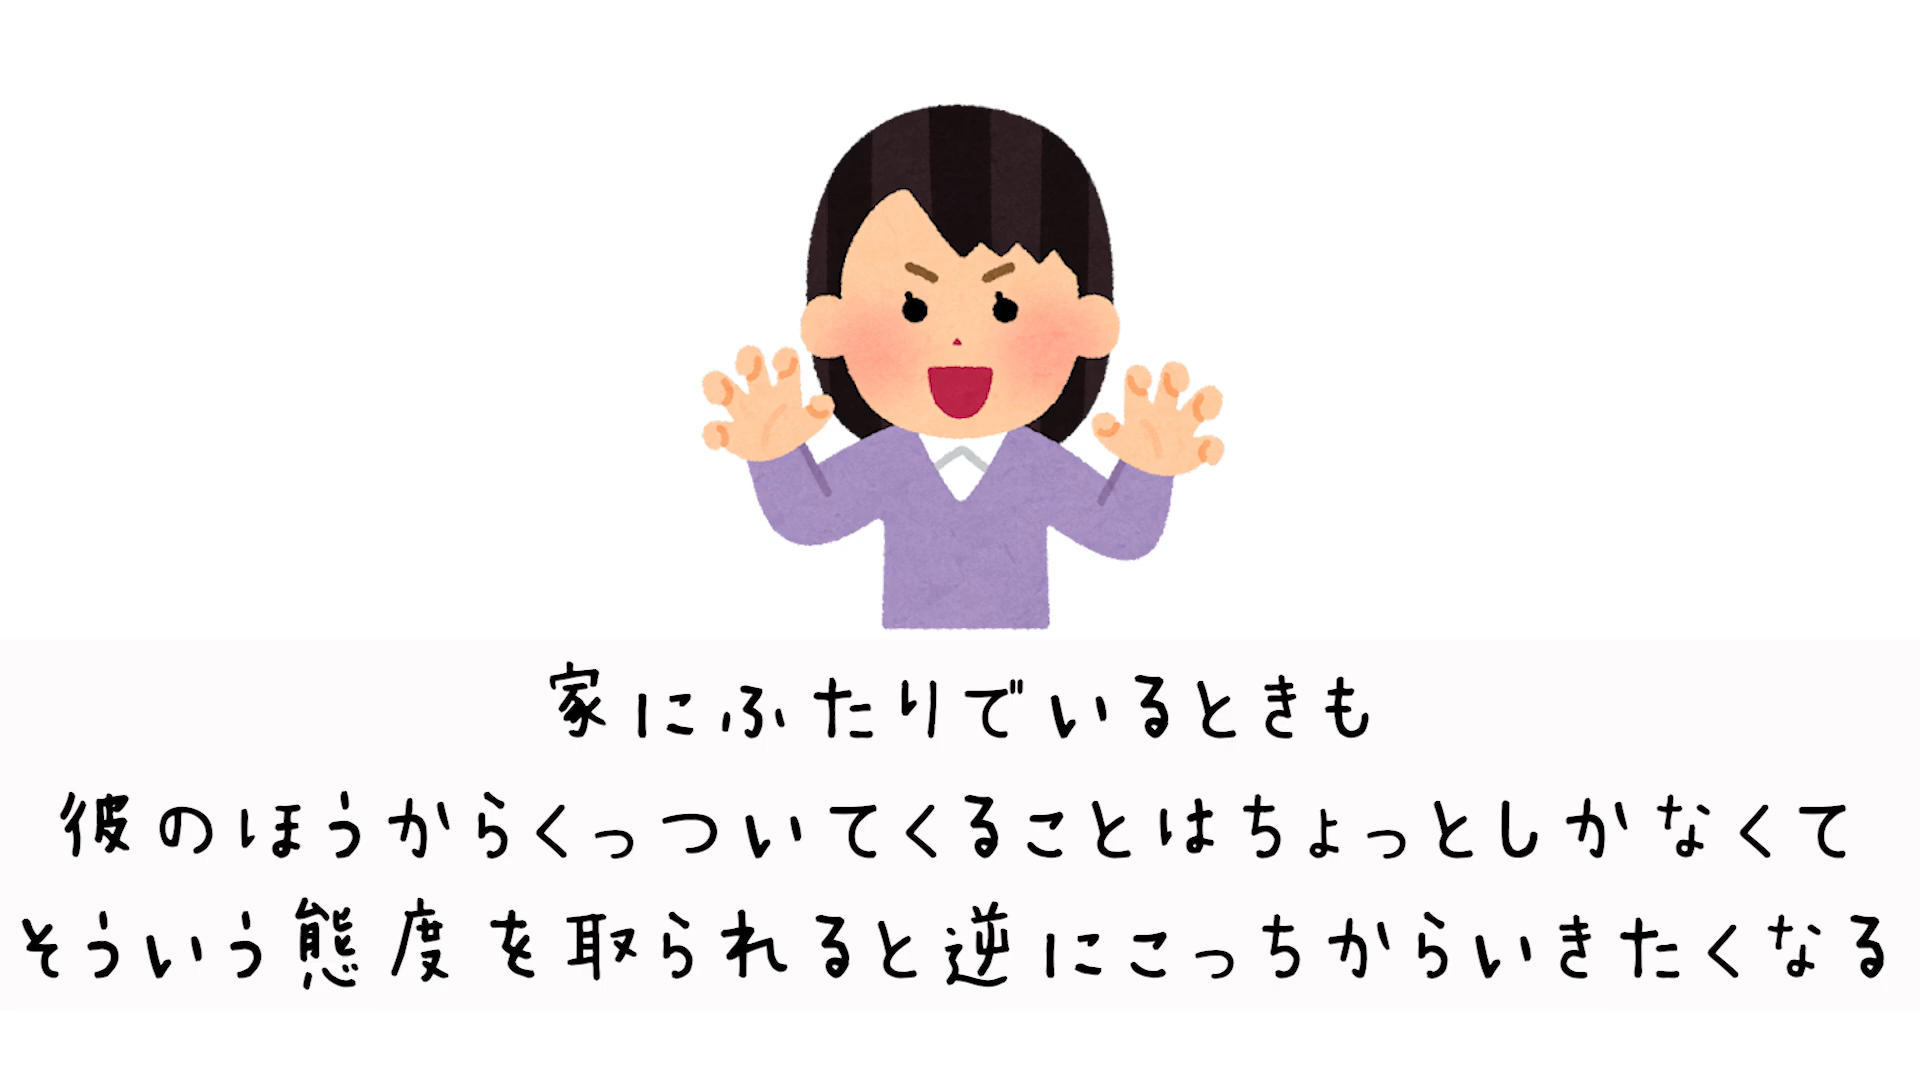 家にふたりでいるときも
彼のほうからくっついてくることはちょっとしかなくて
そういう態度を取られると逆にこっちからいきたくなる